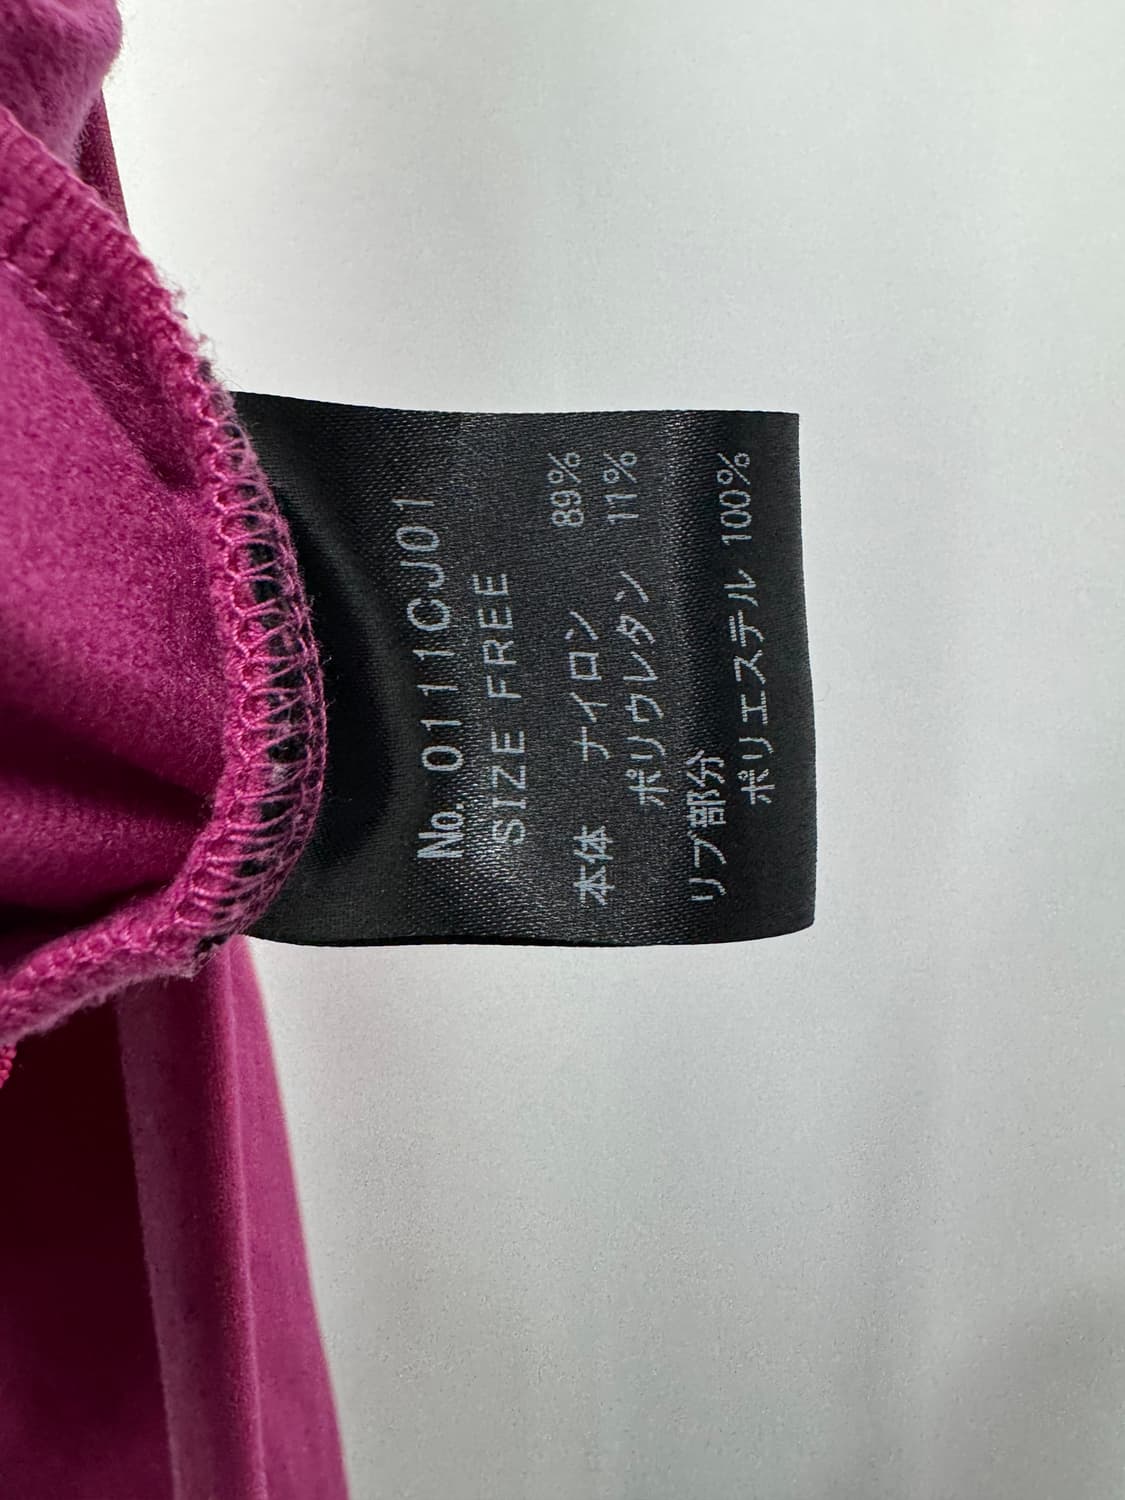 No. 0111CJ01
SIZE FREE
本体 ナイロン 89%
ポリウレタン 11%
リブ部分
ポリエステル 100%